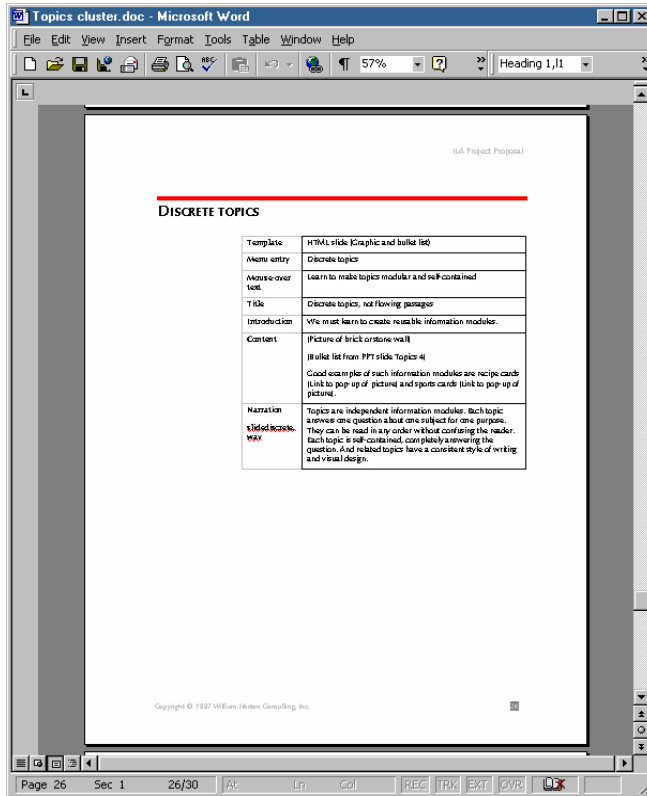 Topics cluster.doc - Microsoft Word
File Edit View Insert Format Tools Table Window Help
57% Heading 1,l1
Project Proposal
DISCRETE TOPICS
Template HTML slide (Graphic and bullet list)
Menu entry Discrete topics
Mouse-over Learn to make topics modular and self-contained
text
Title Discrete topics, not flowing passages
Introduction We must learn to create reusable information modules.
Content (Picture of brick or stone wall)
(Bullet list from PPT slide Topics 4)
Good examples of such information modules are recipe cards
(Link to pop-up of picture) and sports cards (Link to pop-up of
picture).
Narration Topics are independent information modules. Each topic
answers one question about one subject for one purpose.
slidediscrete. They can be read in any order without confusing the reader.
wav Each topic is self-contained, completely answering the
question. And related topics have a consistent style of writing
and visual design.
Copyright © 1997 William Horton Consulting, Inc. 26
Page 26 Sec 1 26/30 At Ln Col REC TRK EXT OVR